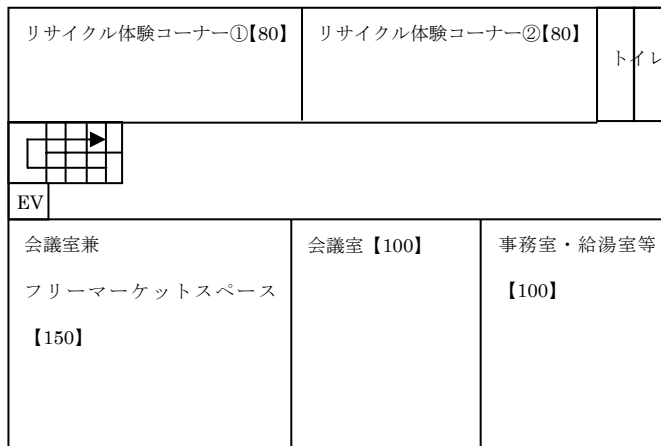 リサイクル体験コーナー①【80】
リサイクル体験コーナー②【80】
トイレ
EV
会議室兼
フリーマーケットスペース
【150】
会議室【100】
事務室・給湯室等
【100】